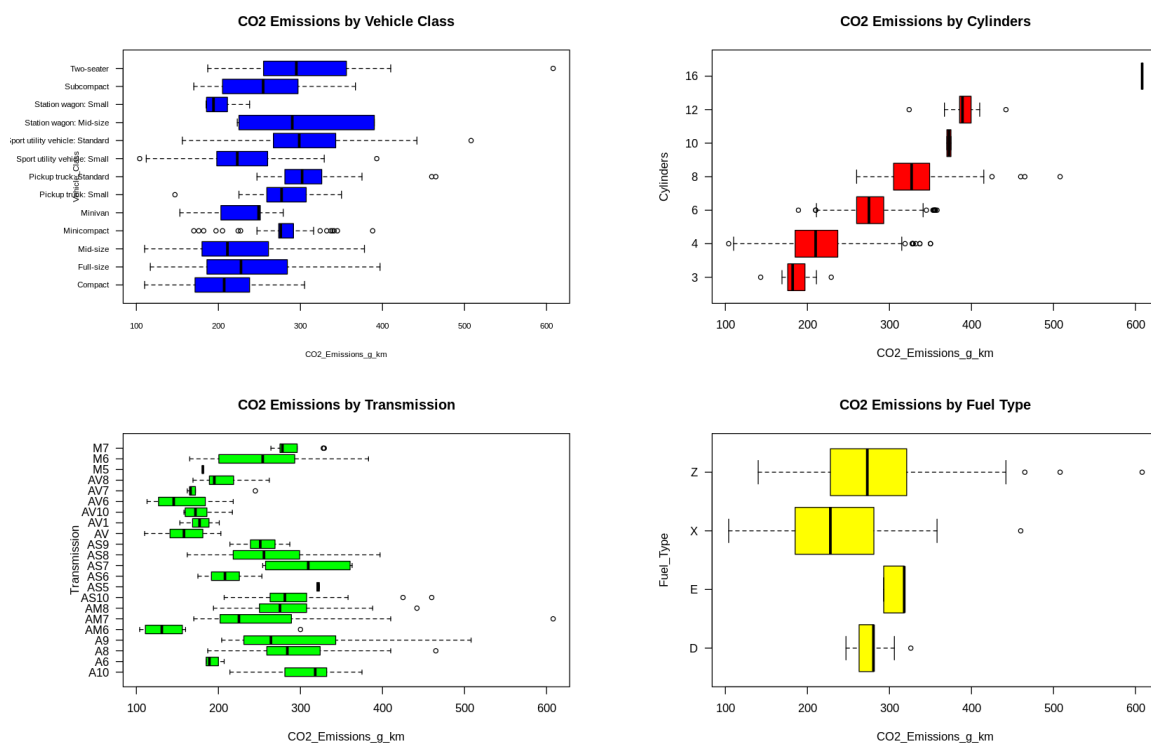 CO2 Emissions by Vehicle Class
Two-seater
Subcompact
Station wagon: Small
Station wagon: Mid-size
port utility vehicle: Standard
Sport utility vehicle: Small
Pickup truck: Standard
Pickup truck: Small
Minivan
Minicompact
Mid-size
Full-size
Compact
Vehicle_Class
100 200 300 400 500 600
CO2_Emissions_g_km
CO2 Emissions by Cylinders
16
12
10
8
6
4
3
Cylinders
100 200 300 400 500 600
CO2_Emissions_g_km
CO2 Emissions by Transmission
M7
M6
M5
AV8
AV7
AV6
AV10
AV1
AV
AS9
AS8
AS7
AS6
AS5
AS10
AM8
AM7
AM6
A9
A8
A6
A10
Transmission
100 200 300 400 500 600
CO2_Emissions_g_km
CO2 Emissions by Fuel Type
Z
X
E
D
Fuel_Type
100 200 300 400 500 600
CO2_Emissions_g_km